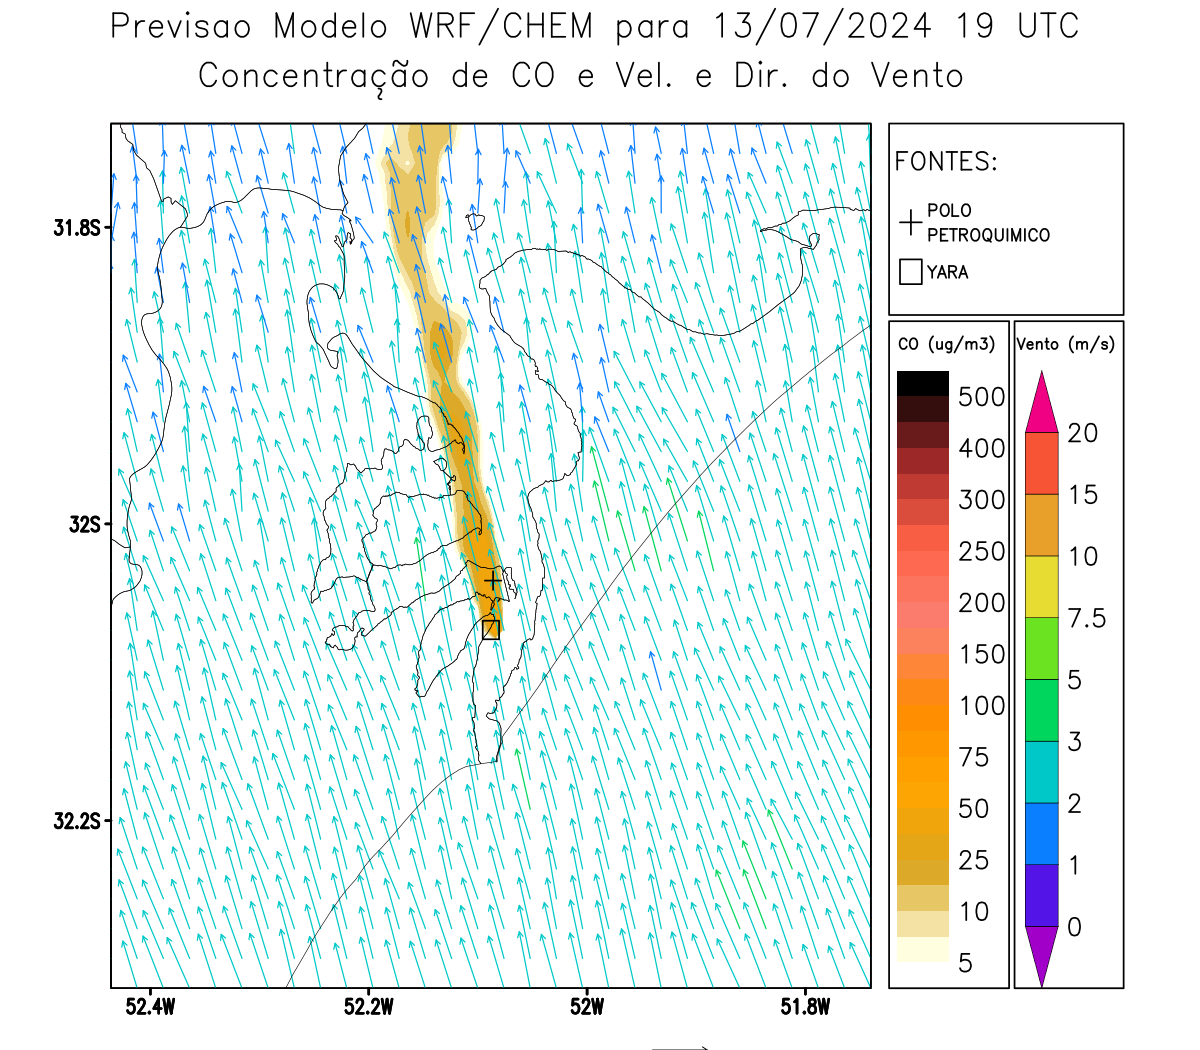 Previsao Modelo WRF/CHEM para 13/07/2024 19 UTC
Concentração de CO e Vel. e Dir. do Vento
FONTES:
POLO
PETROQUIMICO
YARA
CO (ug/m3)
500
400
300
250
200
150
100
75
50
25
10
5
Vento (m/s)
20
15
10
7.5
5
3
2
1
0
31.8S
32S
32.2S
52.4W
52.2W
52W
51.8W